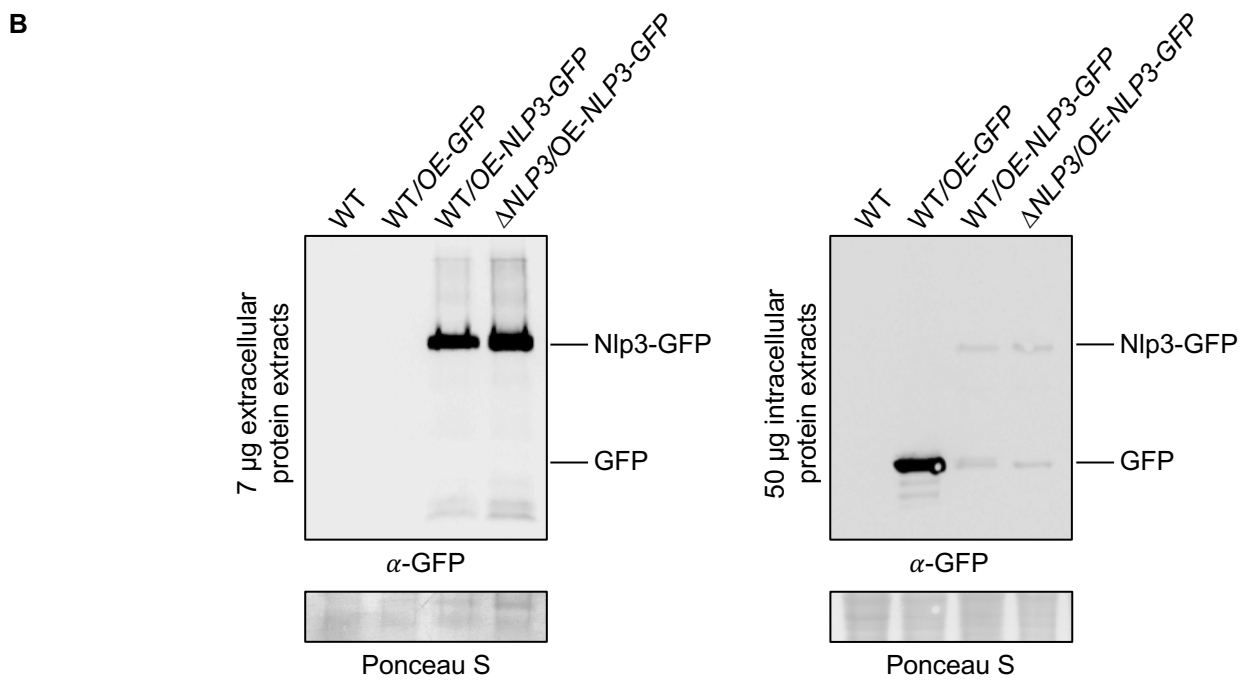 B
WT
WT/OE-GFP
WT/OE-NLP3-GFP
ΔNLP3/OE-NLP3-GFP
7 µg extracellular
protein extracts
Nlp3-GFP
GFP
α-GFP
Ponceau S
WT
WT/OE-GFP
WT/OE-NLP3-GFP
ΔNLP3/OE-NLP3-GFP
50 µg intracellular
protein extracts
Nlp3-GFP
GFP
α-GFP
Ponceau S